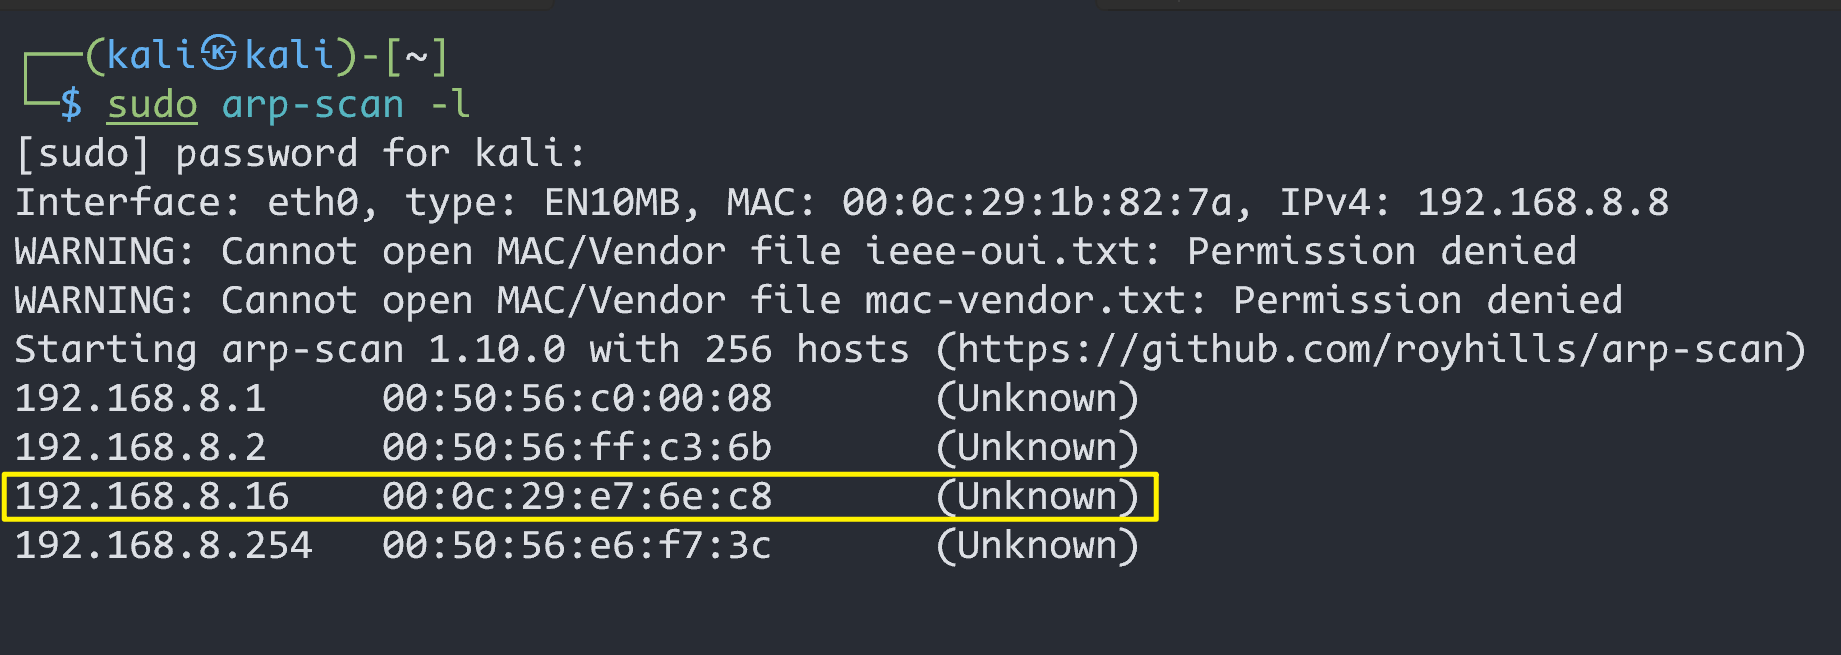 ┌──(kali㉿kali)-[~]
└─$ sudo arp-scan -l
[sudo] password for kali:
Interface: eth0, type: EN10MB, MAC: 00:0c:29:1b:82:7a, IPv4: 192.168.8.8
WARNING: Cannot open MAC/Vendor file ieee-oui.txt: Permission denied
WARNING: Cannot open MAC/Vendor file mac-vendor.txt: Permission denied
Starting arp-scan 1.10.0 with 256 hosts (https://github.com/royhills/arp-scan)
192.168.8.1     00:50:56:c0:00:08       (Unknown)
192.168.8.2     00:50:56:ff:c3:6b       (Unknown)
192.168.8.16    00:0c:29:e7:6e:c8       (Unknown)
192.168.8.254   00:50:56:e6:f7:3c       (Unknown)